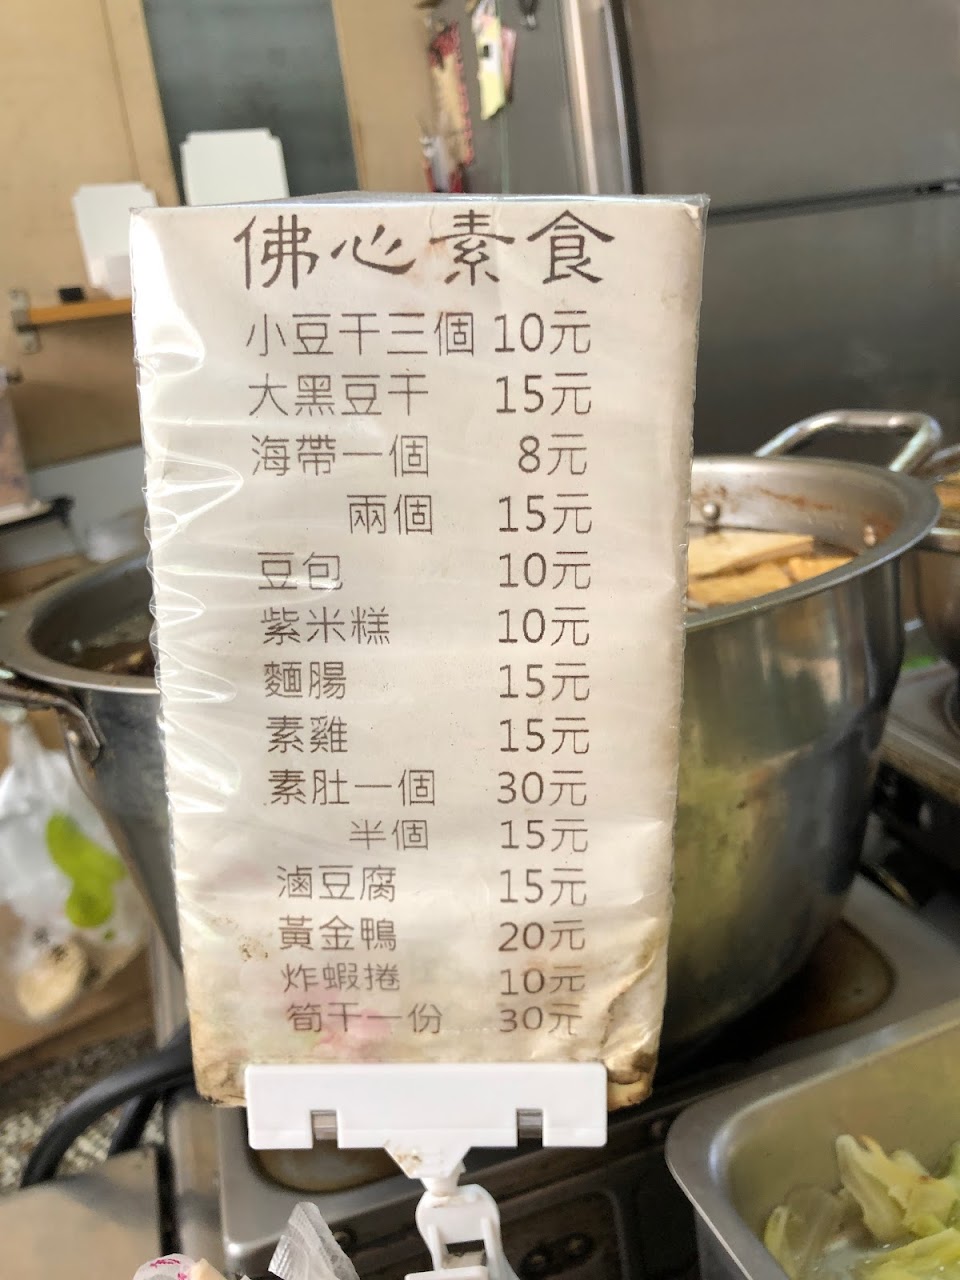 佛心素食
小豆干三個 10元
大黑豆干 15元
海帶一個 8元
兩個 15元
豆包 10元
紫米糕 10元
麵腸 15元
素雞 15元
素肚一個 30元
半個 15元
滷豆腐 15元
黃金鴨 20元
炸蝦捲 10元
筍干一份 30元